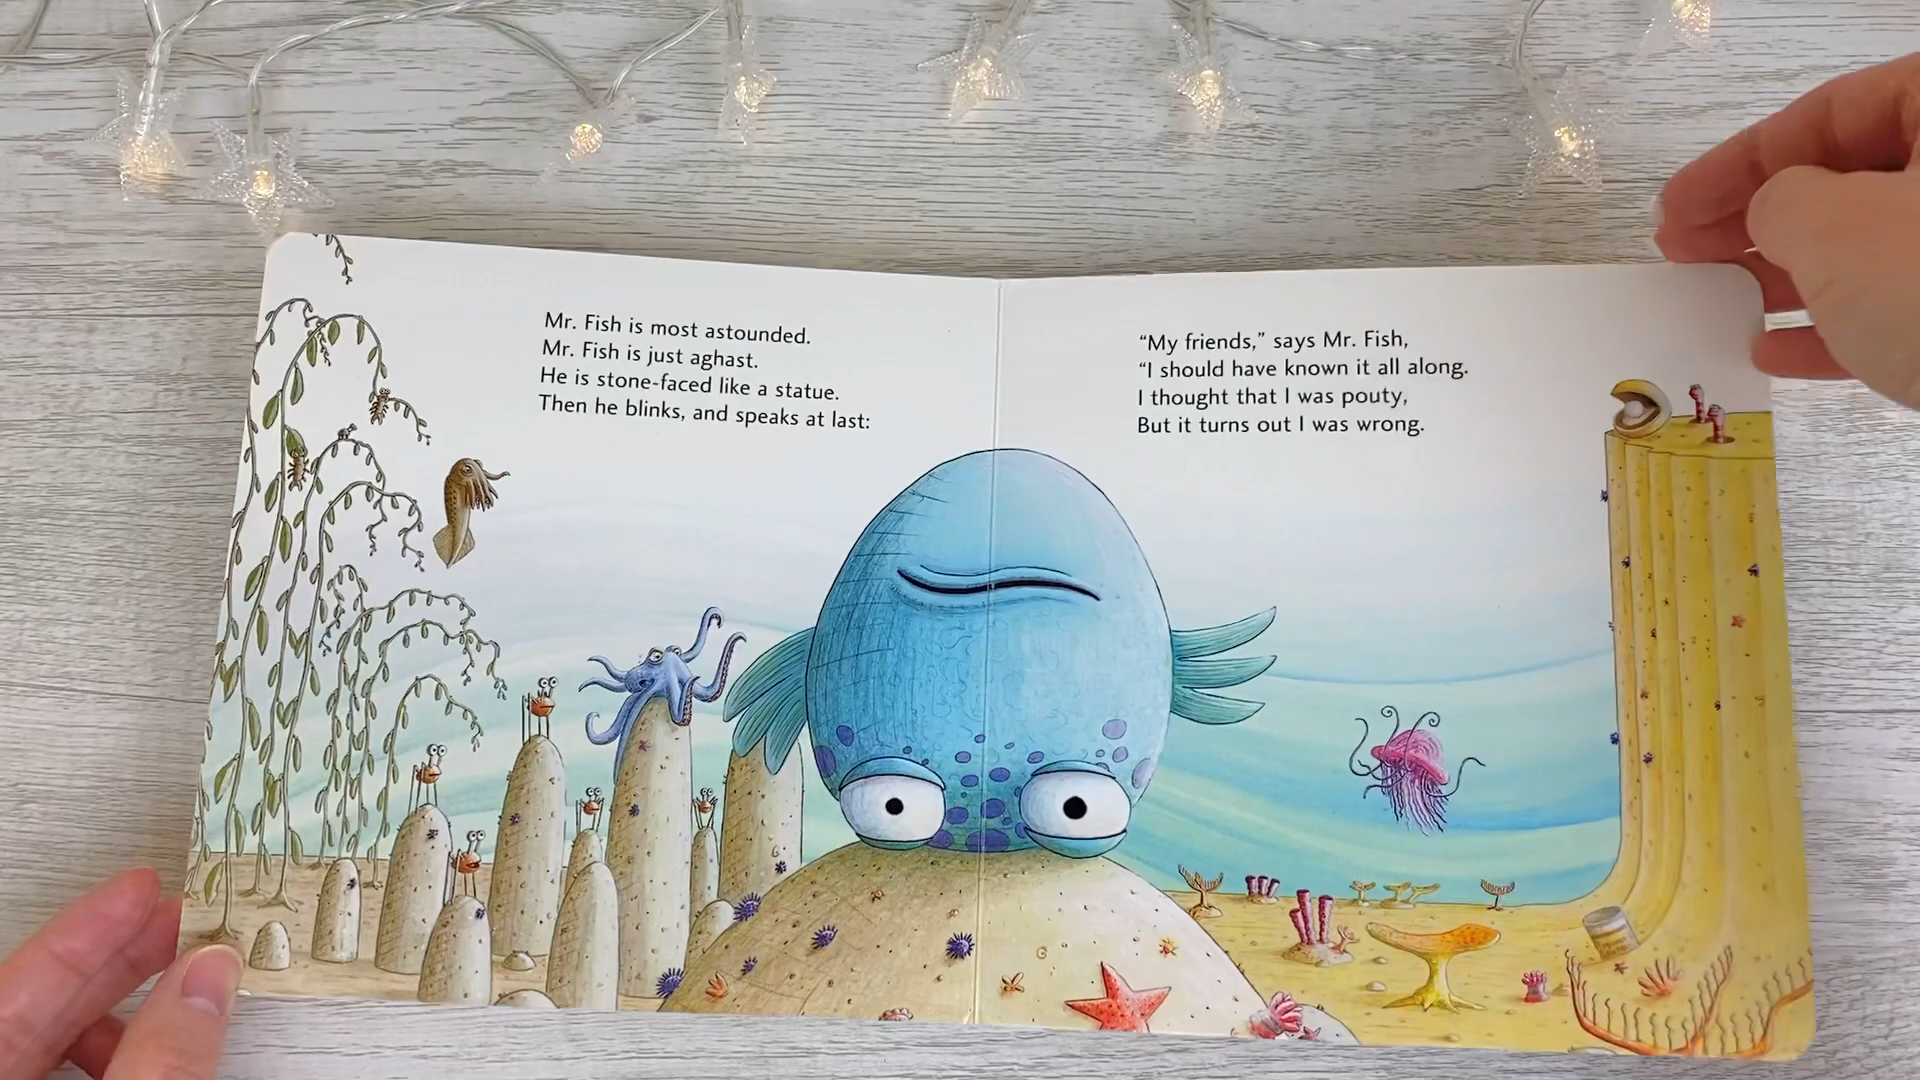 Mr. Fish is most astounded.
Mr. Fish is just aghast.
He is stone-faced like a statue.
Then he blinks, and speaks at last:
“My friends,” says Mr. Fish,
“I should have known it all along.
I thought that I was pouty,
But it turns out I was wrong.